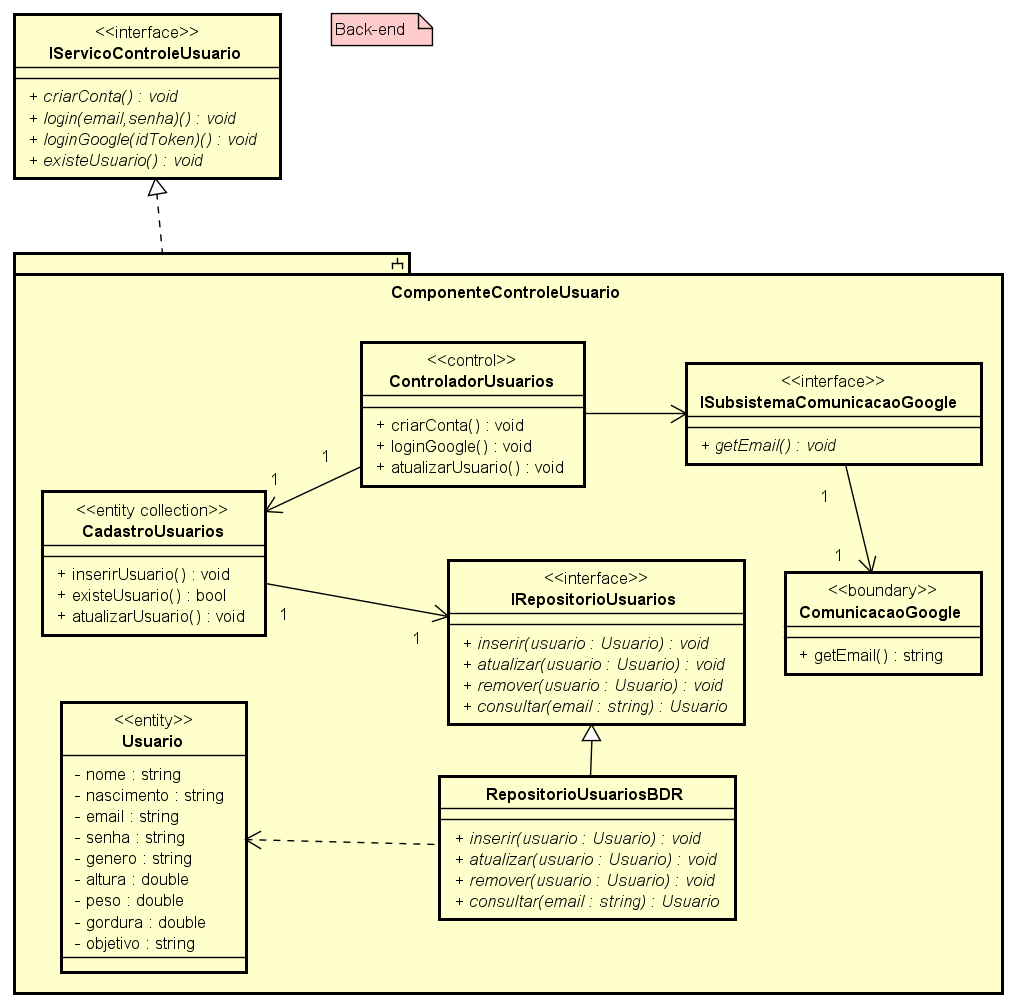 <<interface>>
IServicoControleUsuario
+ criarConta() : void
+ login(email,senha)() : void
+ loginGoogle(idToken)() : void
+ existeUsuario() : void
Back-end
ComponenteControleUsuario
<<control>>
ControladorUsuarios
+ criarConta() : void
+ loginGoogle() : void
+ atualizarUsuario() : void
<<interface>>
ISubsistemaComunicacaoGoogle
+ getEmail() : void
1
1
1
1
<<entity collection>>
CadastroUsuarios
+ inserirUsuario() : void
+ existeUsuario() : bool
+ atualizarUsuario() : void
1
1
<<interface>>
IRepositorioUsuarios
+ inserir(usuario : Usuario) : void
+ atualizar(usuario : Usuario) : void
+ remover(usuario : Usuario) : void
+ consultar(email : string) : Usuario
<<boundary>>
ComunicacaoGoogle
+ getEmail() : string
<<entity>>
Usuario
- nome : string
- nascimento : string
- email : string
- senha : string
- genero : string
- altura : double
- peso : double
- gordura : double
- objetivo : string
RepositorioUsuariosBDR
+ inserir(usuario : Usuario) : void
+ atualizar(usuario : Usuario) : void
+ remover(usuario : Usuario) : void
+ consultar(email : string) : Usuario